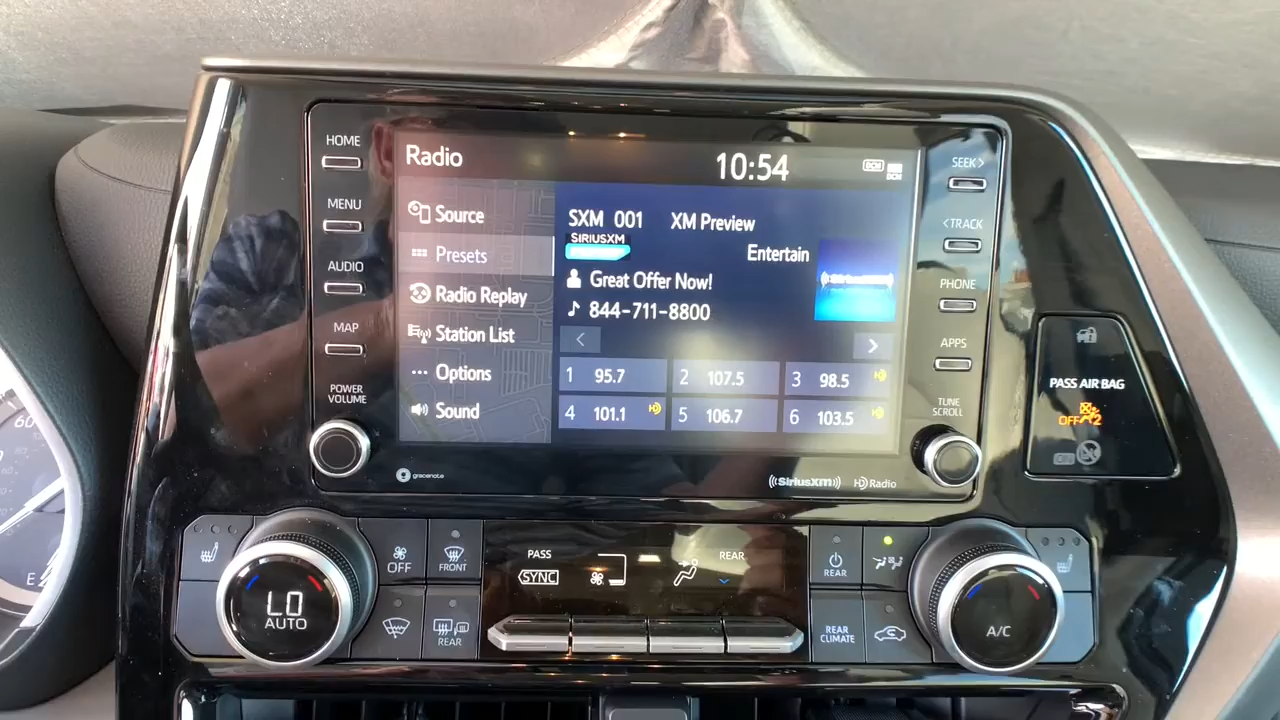 HOME
MENU
AUDIO
MAP
POWER
VOLUME
Radio
10:54
DCM
Source
Presets
Radio Replay
Station List
Options
Sound
SXM 001 XM Preview
SIRIUSXM
Entertain
Great Offer Now!
844-711-8800
1 95.7
2 107.5
3 98.5
4 101.1
5 106.7
6 103.5
gracenote
((SiriusXM))
HD Radio
SEEK>
<TRACK
PHONE
APPS
TUNE
SCROLL
PASS AIR BAG
OFF
2
60
E
LO
AUTO
OFF
FRONT
REAR
PASS
SYNC
REAR
REAR
REAR
CLIMATE
A/C